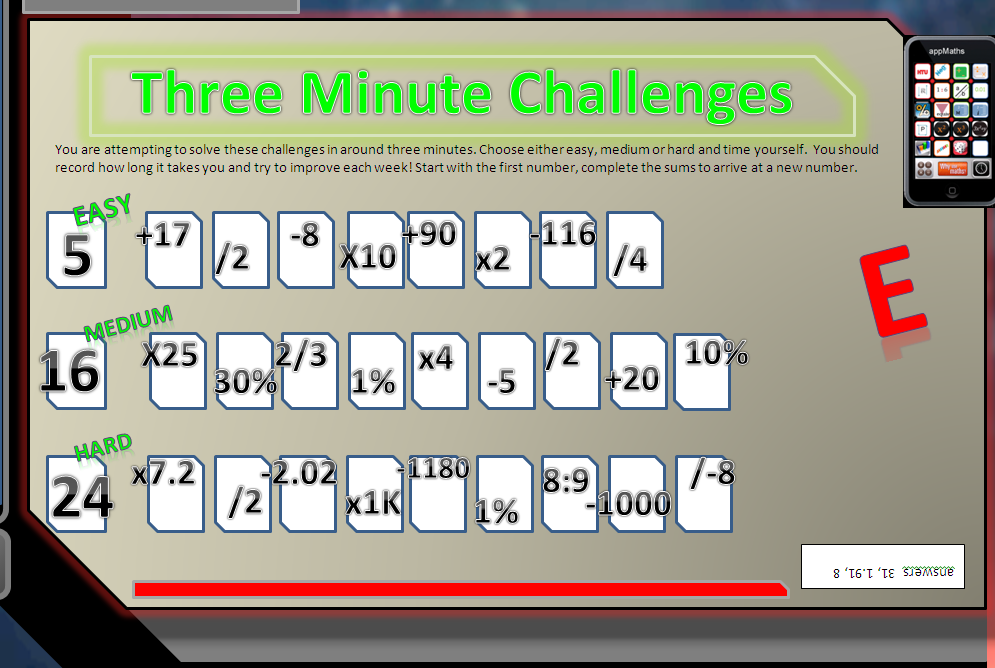 appMaths
Three Minute Challenges
You are attempting to solve these challenges in around three minutes. Choose either easy, medium or hard and time yourself. You should
record how long it takes you and try to improve each week! Start with the first number, complete the sums to arrive at a new number.
EASY
5 +17 /2 -8 X10 +90 x2 -116 /4
E
MEDIUM
16 X25 30% 2/3 1% x4 -5 /2 +20 10%
HARD
24 x7.2 /2 -2.02 x1K -1180 1% 8:9 -1000 /-8
answers 31, 1.91, 8